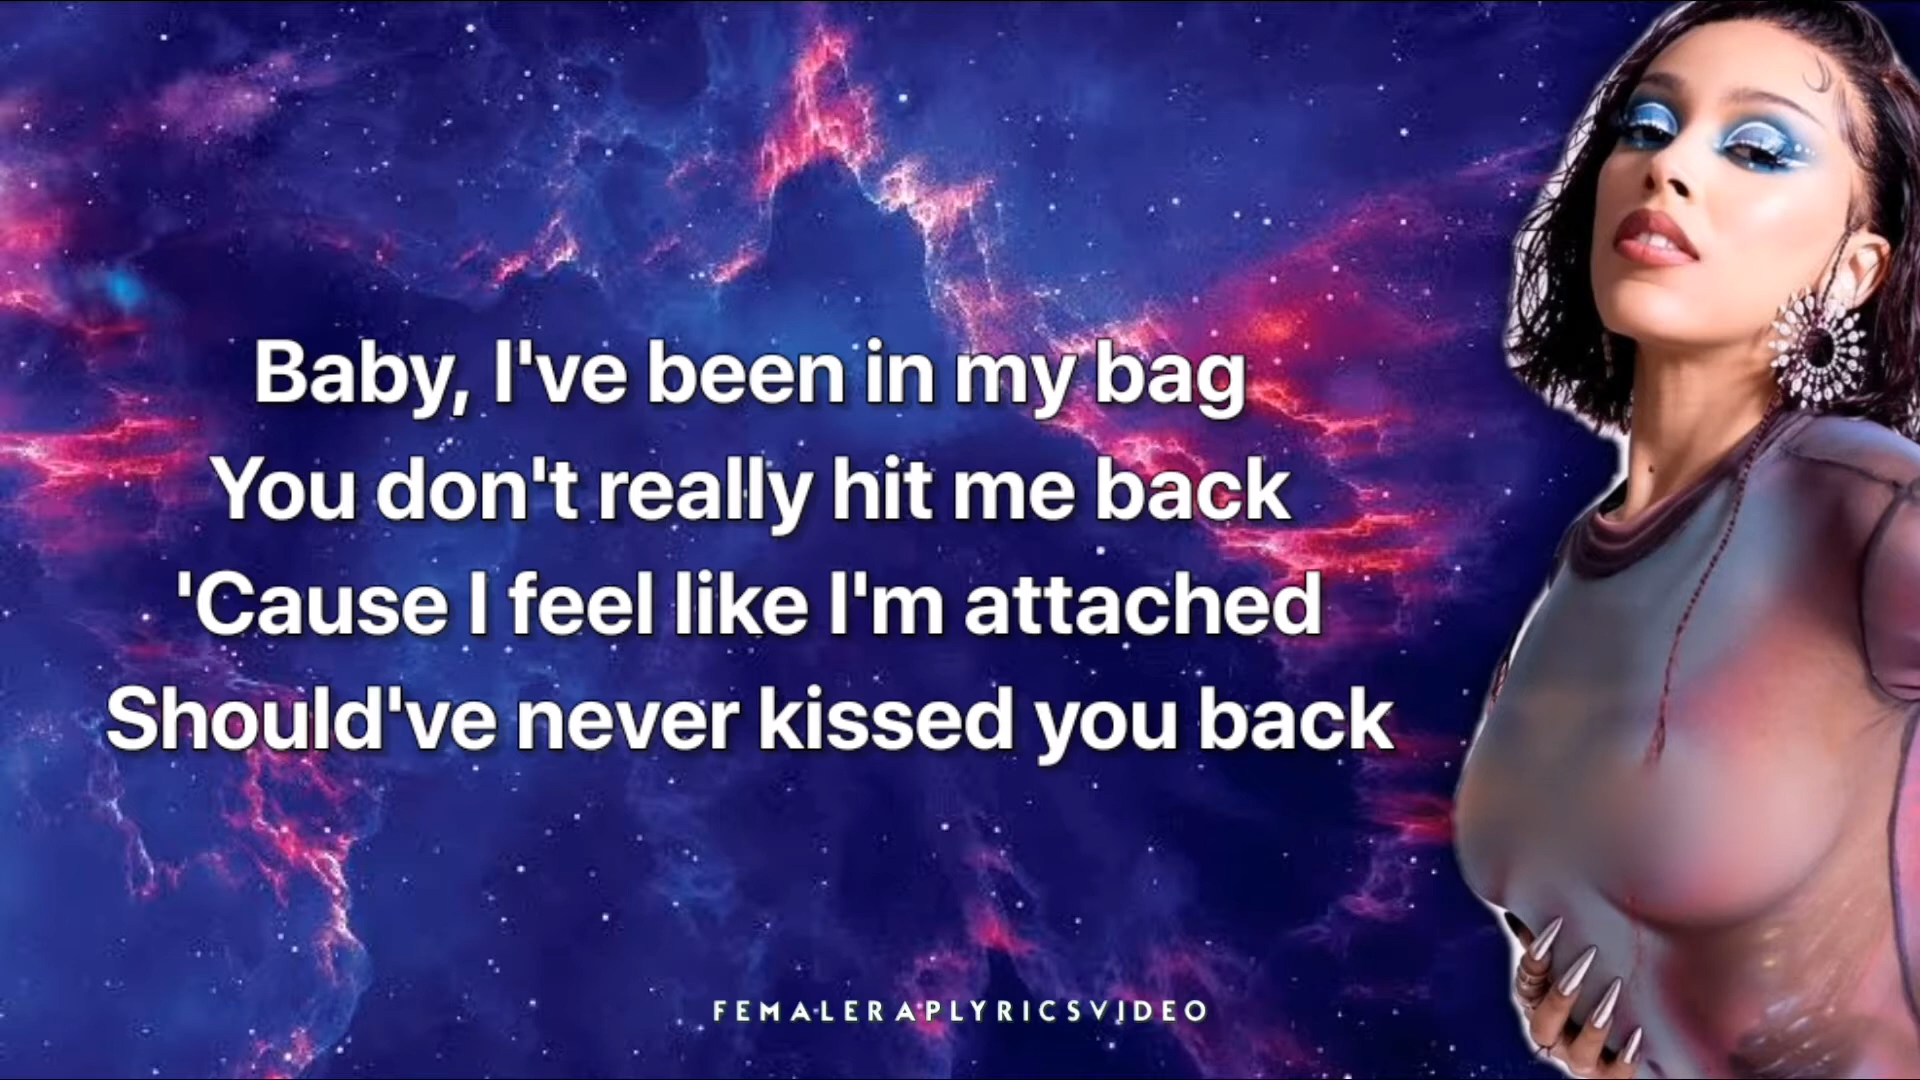 Baby, I've been in my bag
You don't really hit me back
'Cause I feel like I'm attached
Should've never kissed you back
FEMALERAPLYRICSVIDEO